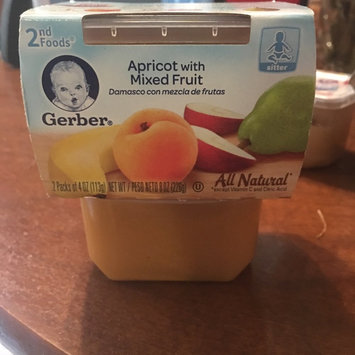 2nd Foods®
Apricot with
Mixed Fruit
Damasco con mezcla de frutas
sitter
Gerber®
2 Packs of 4 OZ (113g) NET WT / PESO NETO 8 OZ (226g)
U
All Natural*
*except Vitamin C and Citric Acid